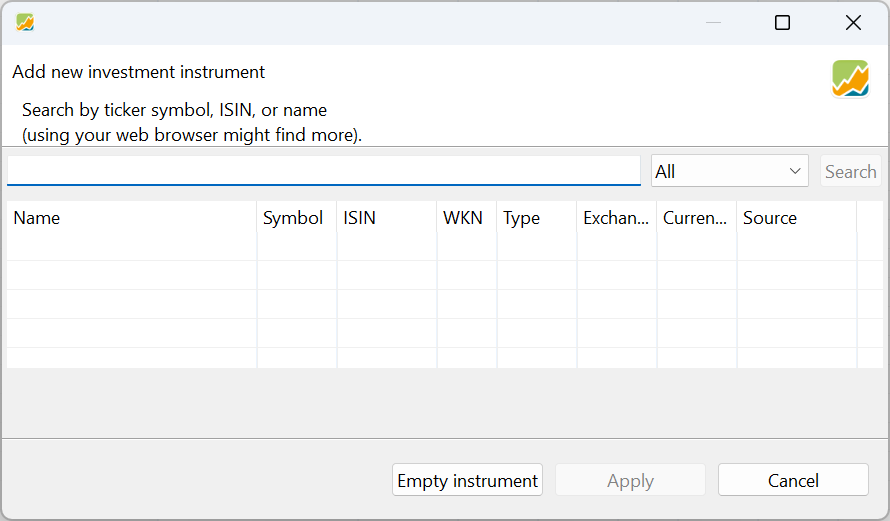 Add new investment instrument
Search by ticker symbol, ISIN, or name
(using your web browser might find more).
All Search
Name Symbol ISIN WKN Type Exchan... Curren... Source
Empty instrument Apply Cancel